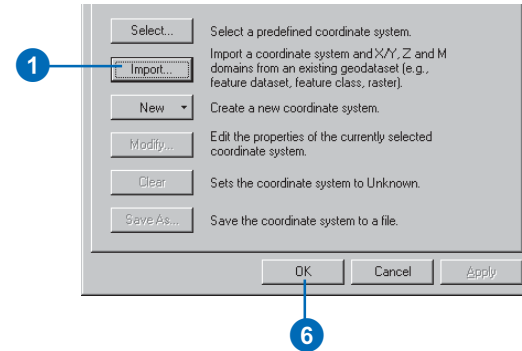 Select...
Select a predefined coordinate system.
1
Import...
Import a coordinate system and X/Y, Z and M
domains from an existing geodataset (e.g.,
feature dataset, feature class, raster).
New
Create a new coordinate system.
Modify...
Edit the properties of the currently selected
coordinate system.
Clear
Sets the coordinate system to Unknown.
Save As...
Save the coordinate system to a file.
OK
Cancel
Apply
6